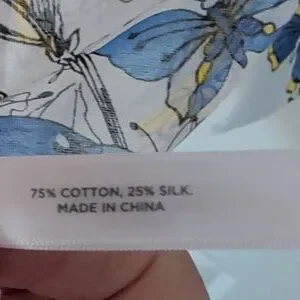 75% COTTON, 25% SILK.
MADE IN CHINA